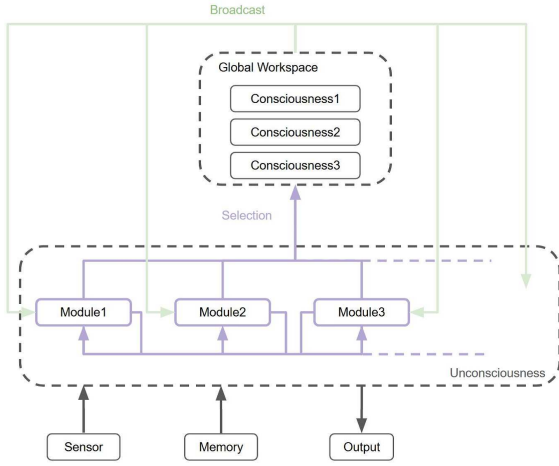 Broadcast
Global Workspace
Consciousness1
Consciousness2
Consciousness3
Selection
Module1
Module2
Module3
Unconsciousness
Sensor
Memory
Output